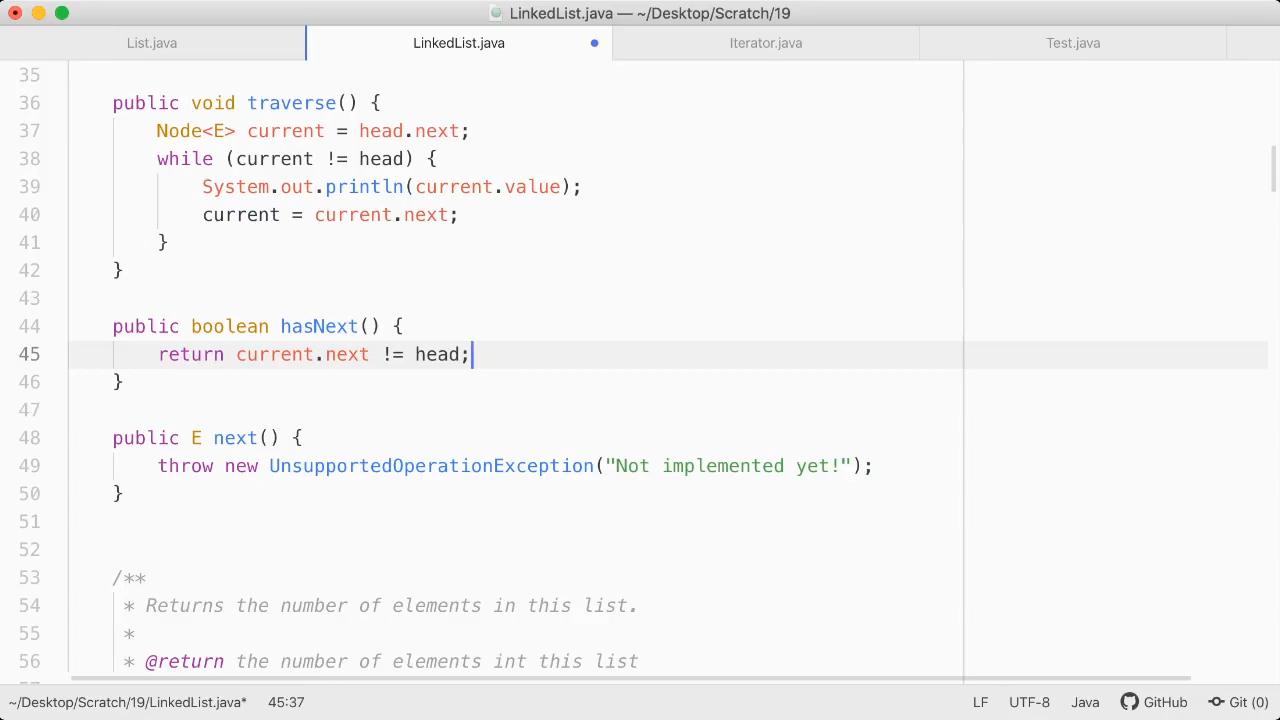 LinkedList.java — ~/Desktop/Scratch/19
List.java LinkedList.java Iterator.java Test.java
35
36 public void traverse() {
37 Node<E> current = head.next;
38 while (current != head) {
39 System.out.println(current.value);
40 current = current.next;
41 }
42 }
43
44 public boolean hasNext() {
45 return current.next != head;
46 }
47
48 public E next() {
49 throw new UnsupportedOperationException("Not implemented yet!");
50 }
51
52
53 /**
54 * Returns the number of elements in this list.
55 *
56 * @return the number of elements int this list
~/Desktop/Scratch/19/LinkedList.java* 45:37 LF UTF-8 Java GitHub Git (0)